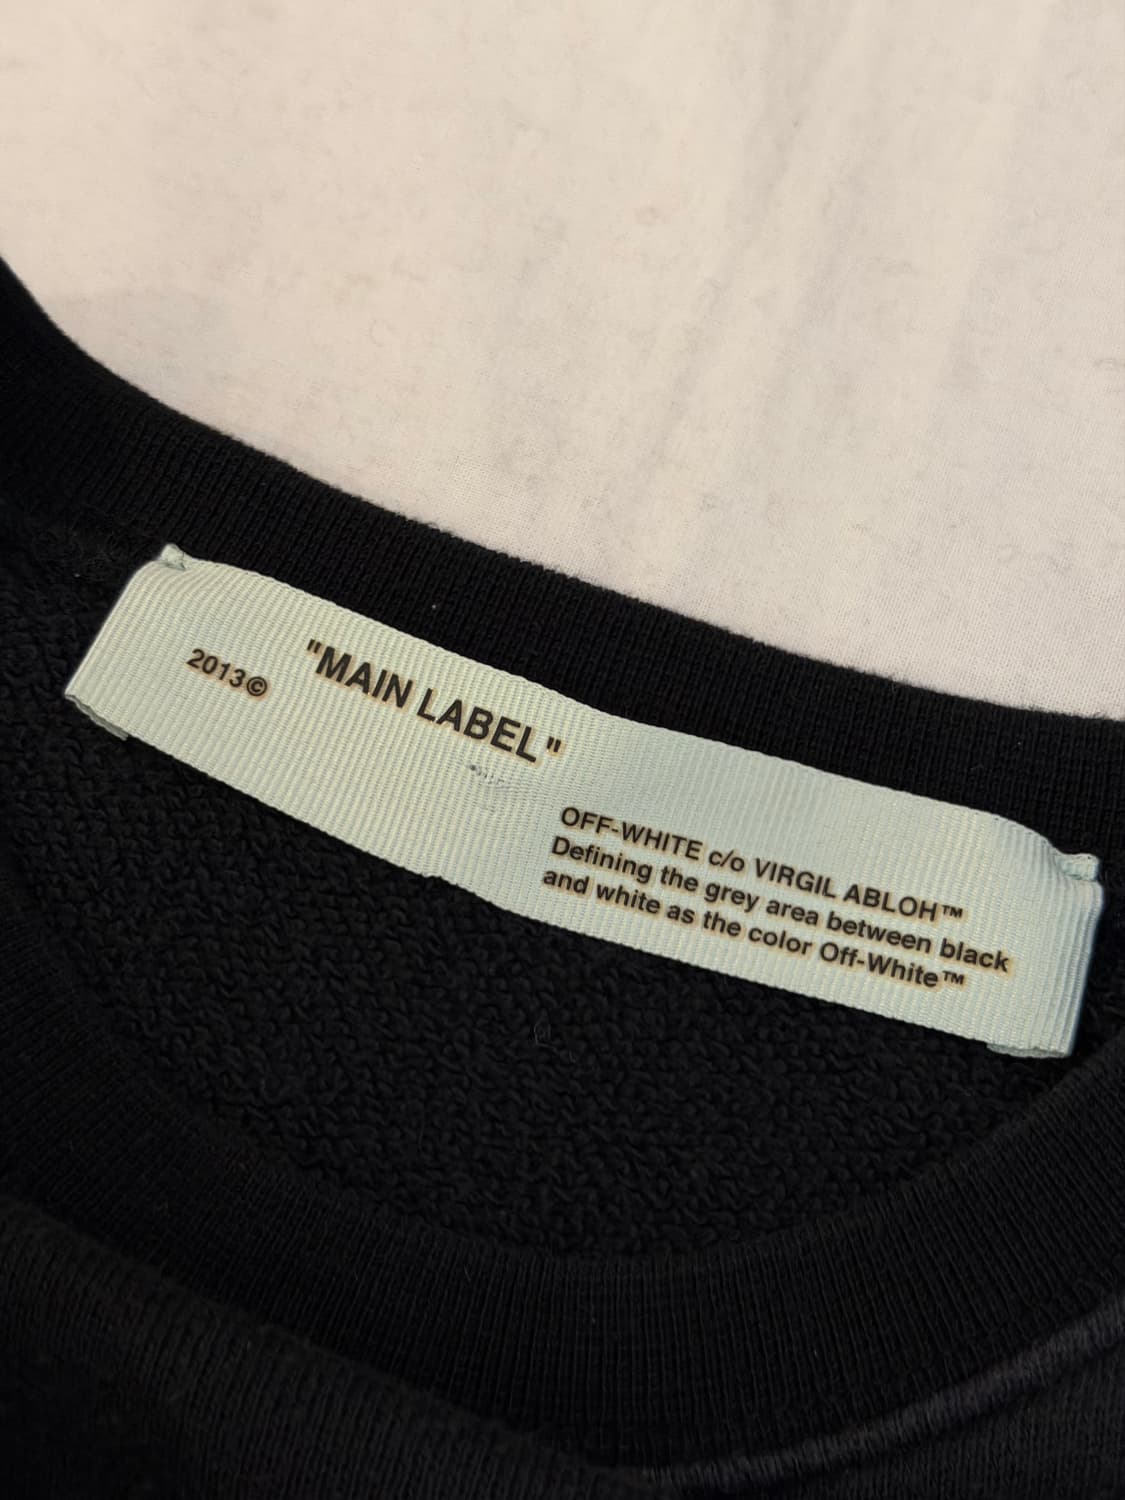 2013©
"MAIN LABEL"
OFF-WHITE c/o VIRGIL ABLOH™
Defining the grey area between black
and white as the color Off-White™